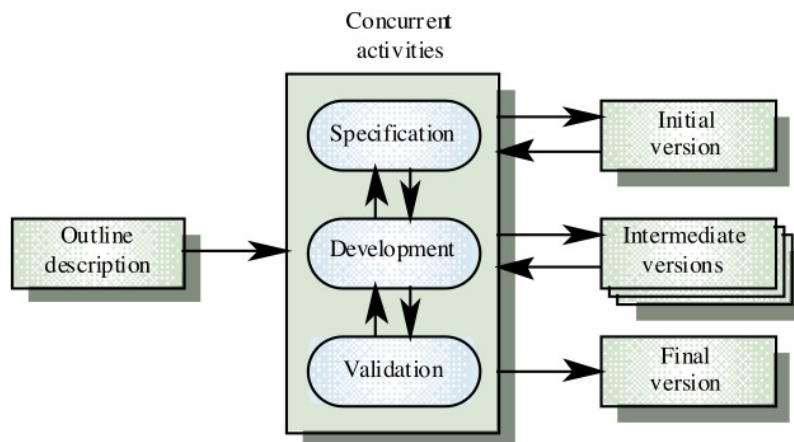 Concurrent
activities
Specification
Initial
version
Outline
description
Development
Intermediate
versions
Validation
Final
version